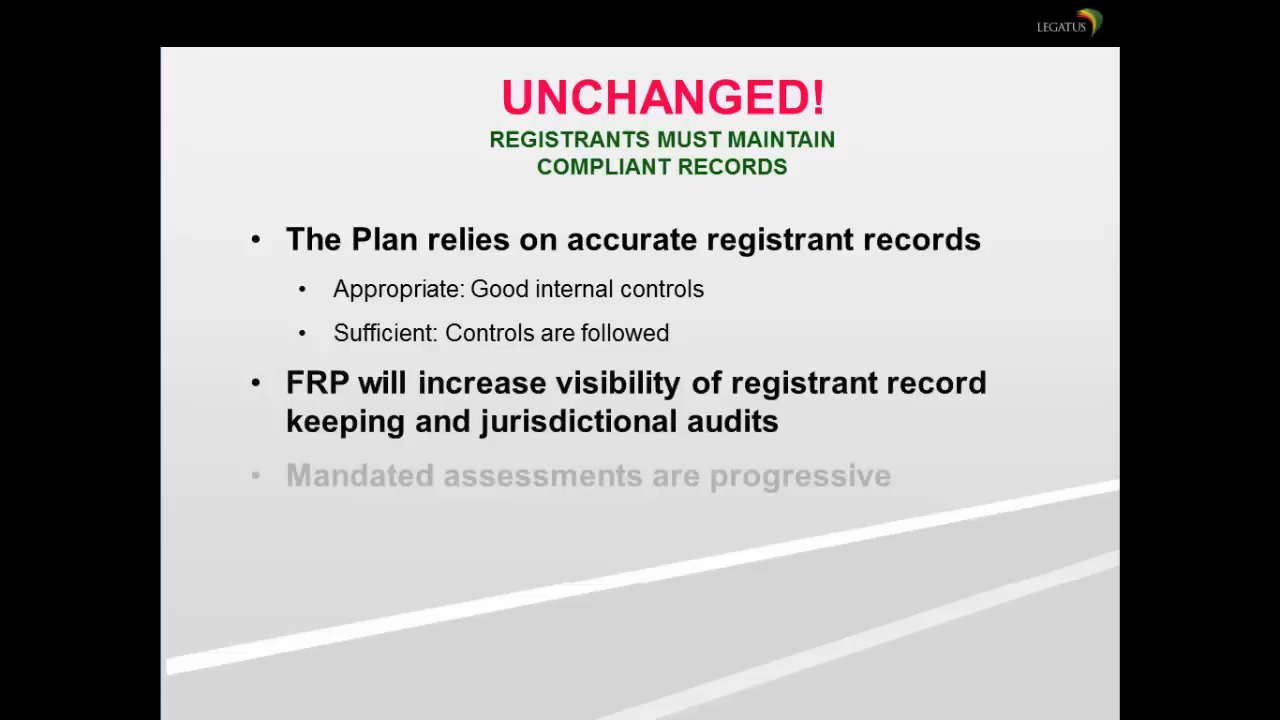 LEGATUS
UNCHANGED!
REGISTRANTS MUST MAINTAIN
COMPLIANT RECORDS
• The Plan relies on accurate registrant records
• Appropriate: Good internal controls
• Sufficient: Controls are followed
• FRP will increase visibility of registrant record
keeping and jurisdictional audits
• Mandated assessments are progressive